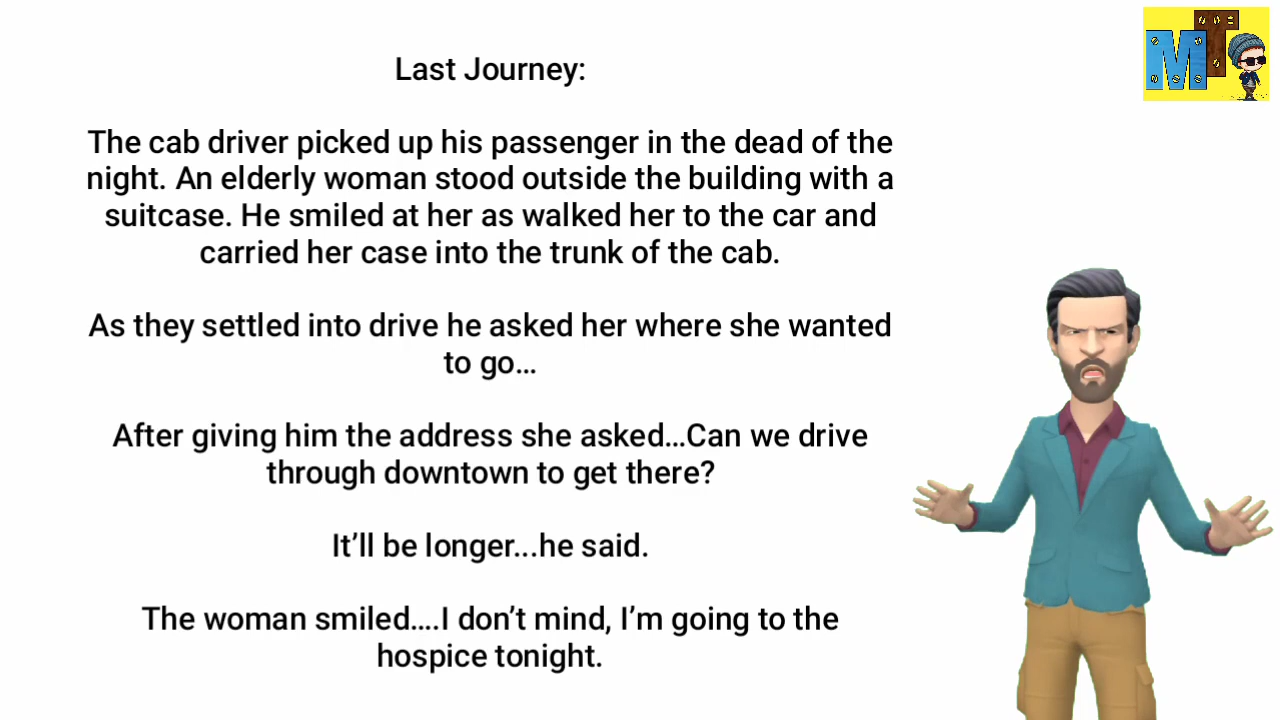 Last Journey:
The cab driver picked up his passenger in the dead of the
night. An elderly woman stood outside the building with a
suitcase. He smiled at her as walked her to the car and
carried her case into the trunk of the cab.
As they settled into drive he asked her where she wanted
to go...
After giving him the address she asked...Can we drive
through downtown to get there?
It’ll be longer...he said.
The woman smiled....I don’t mind, I’m going to the
hospice tonight.
MT